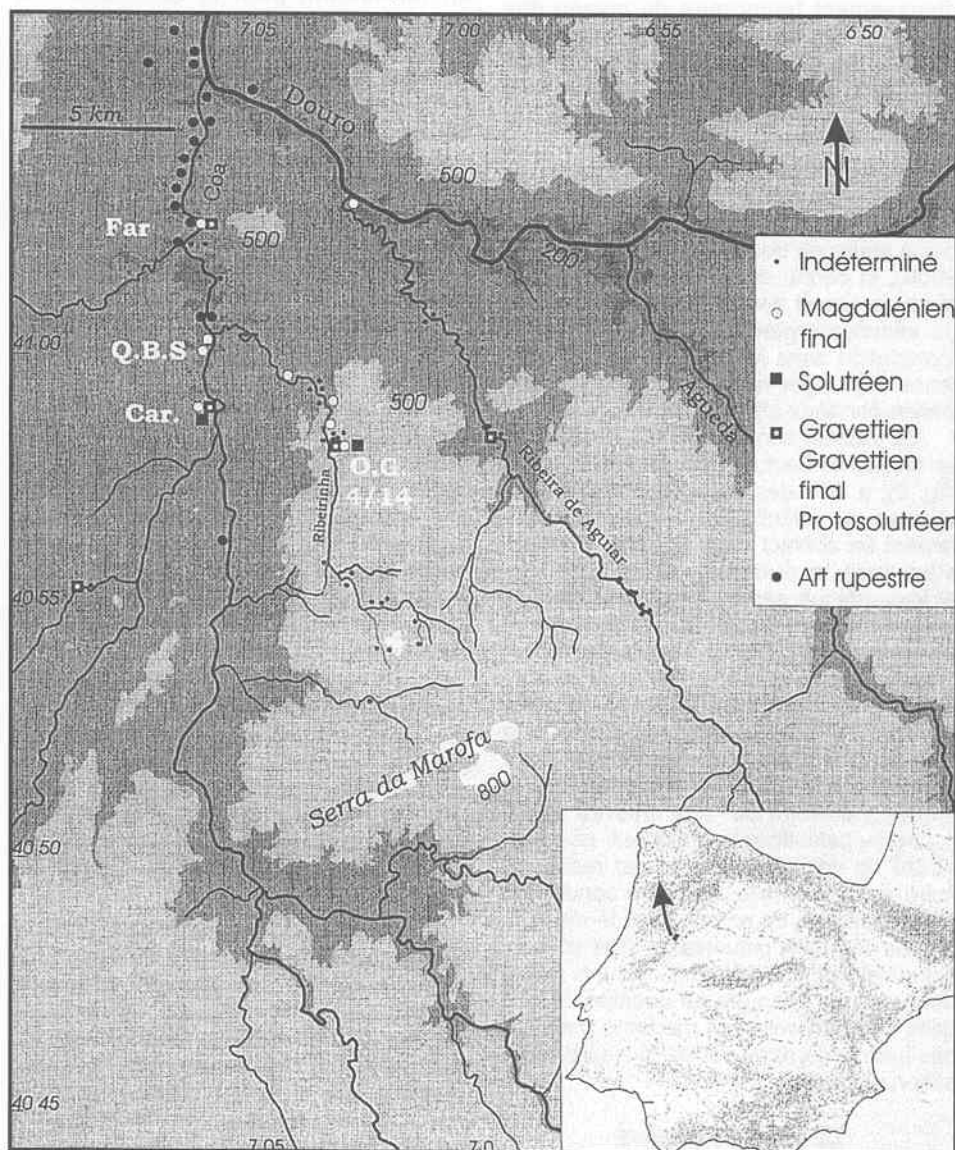 7.05
7.00
6.55
6.50
5 km
Douro
Coa
500
N
Far
500
200
Indéterminé
Magdalénien
final
Solutréen
Gravettien
Gravettien
final
Protosolutréen
Art rupestre
41.00
Q.B.S
Car.
500
Agueda
O.G.
4/14
Ribeirinha
Ribeira de Aguiar
40.55
Serra da Marofa
800
40.50
40 45
7.05